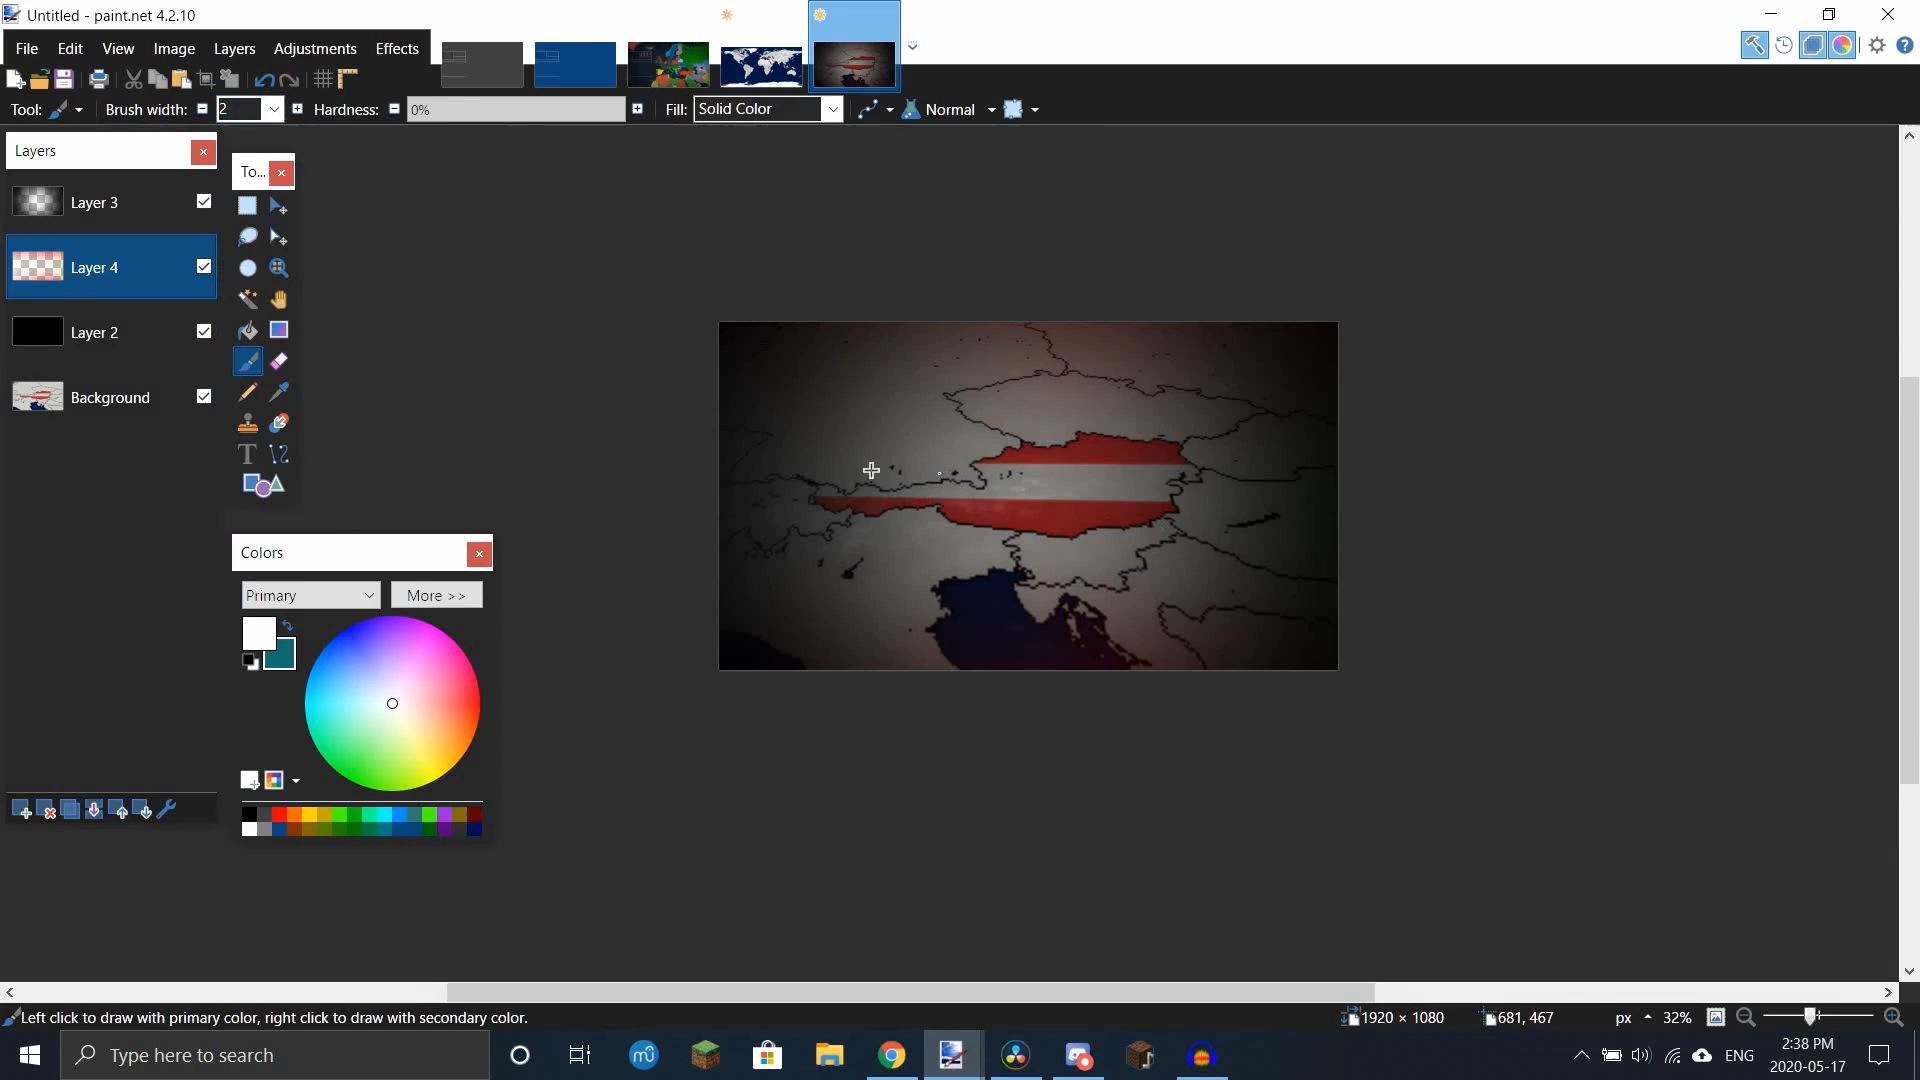 Untitled - paint.net 4.2.10
File Edit View Image Layers Adjustments Effects
Tool: Brush width: 2 Hardness: 0% Fill: Solid Color Normal
Layers
Layer 3
Layer 4
Layer 2
Background
To...
Colors
Primary
More >>
Left click to draw with primary color, right click to draw with secondary color.
1920 × 1080
681, 467
px
32%
Type here to search
ENG
2:38 PM
2020-05-17